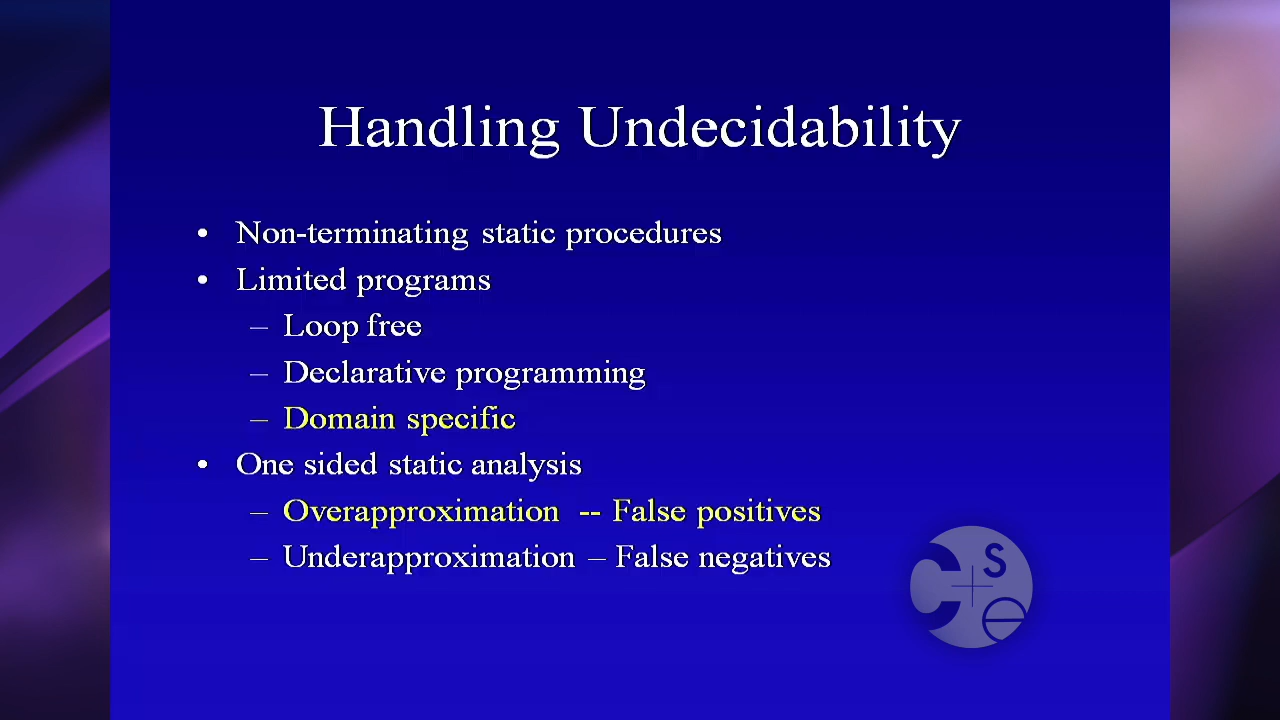 Handling Undecidability
• Non-terminating static procedures
• Limited programs
– Loop free
– Declarative programming
– Domain specific
• One sided static analysis
– Overapproximation -- False positives
– Underapproximation – False negatives
C S e